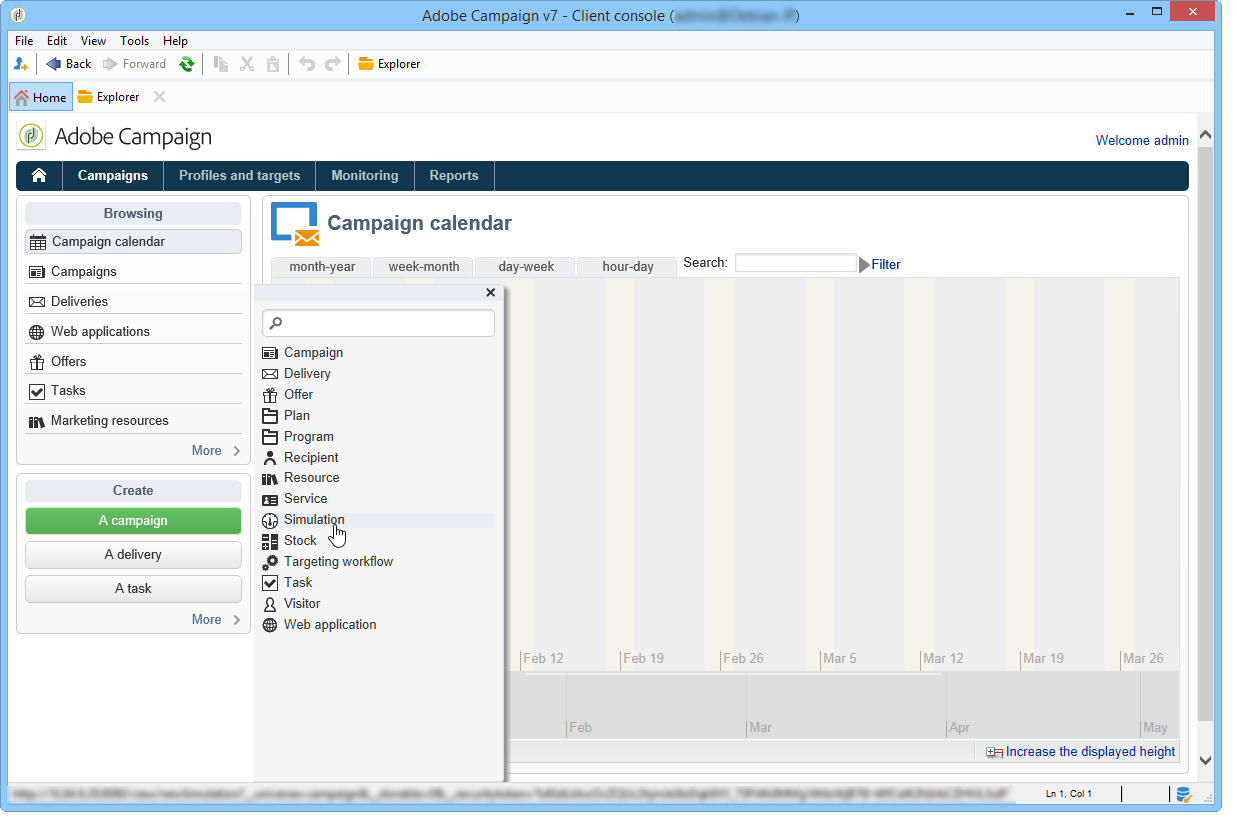 Adobe Campaign v7 - Client console (
File Edit View Tools Help
Back Forward Explorer
Home Explorer
Adobe Campaign
Welcome admin
Campaigns Profiles and targets Monitoring Reports
Browsing
Campaign calendar
Campaigns
Deliveries
Web applications
Offers
Tasks
Marketing resources
More
Create
A campaign
A delivery
A task
More
Campaign calendar
month-year week-month day-week hour-day Search: Filter
Campaign
Delivery
Offer
Plan
Program
Recipient
Resource
Service
Simulation
Stock
Targeting workflow
Task
Visitor
Web application
Feb 12 Feb 19 Feb 26 Mar 5 Mar 12 Mar 19 Mar 26
Feb Mar Apr May
Increase the displayed height
Ln 1, Col 1